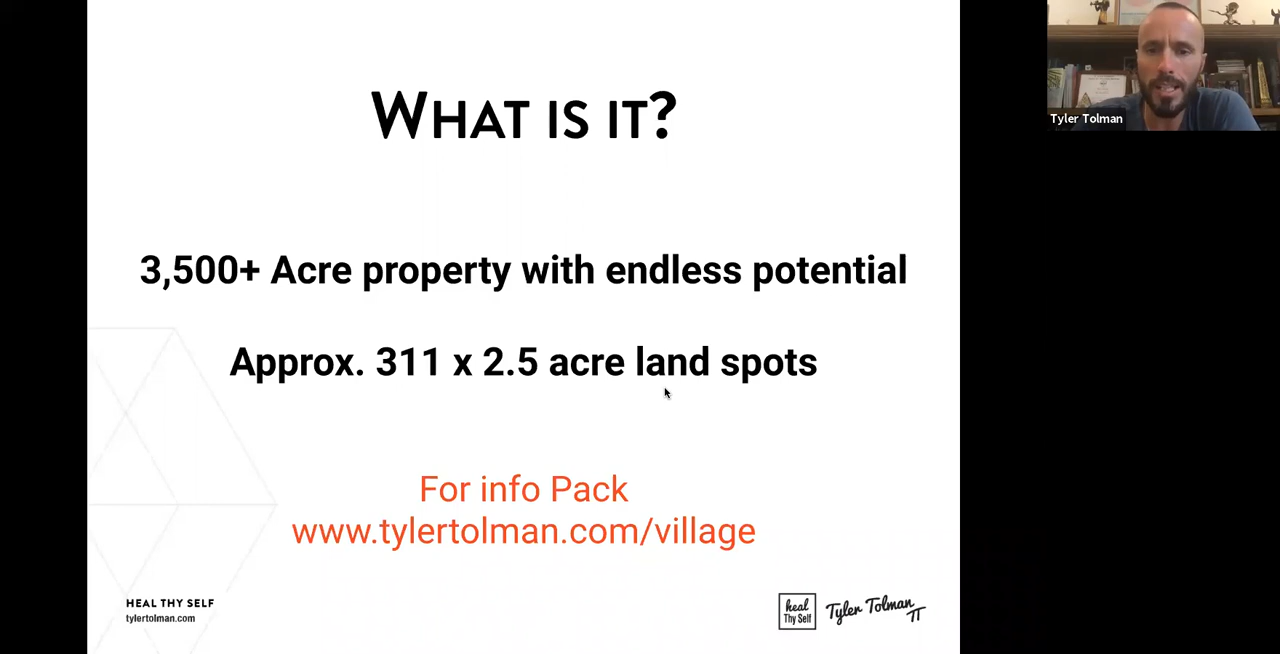 WHAT IS IT?
3,500+ Acre property with endless potential
Approx. 311 x 2.5 acre land spots
For info Pack
www.tylertolman.com/village
HEAL THY SELF
tylertolman.com
heal
Thy Self
Tyler Tolman
Tyler Tolman